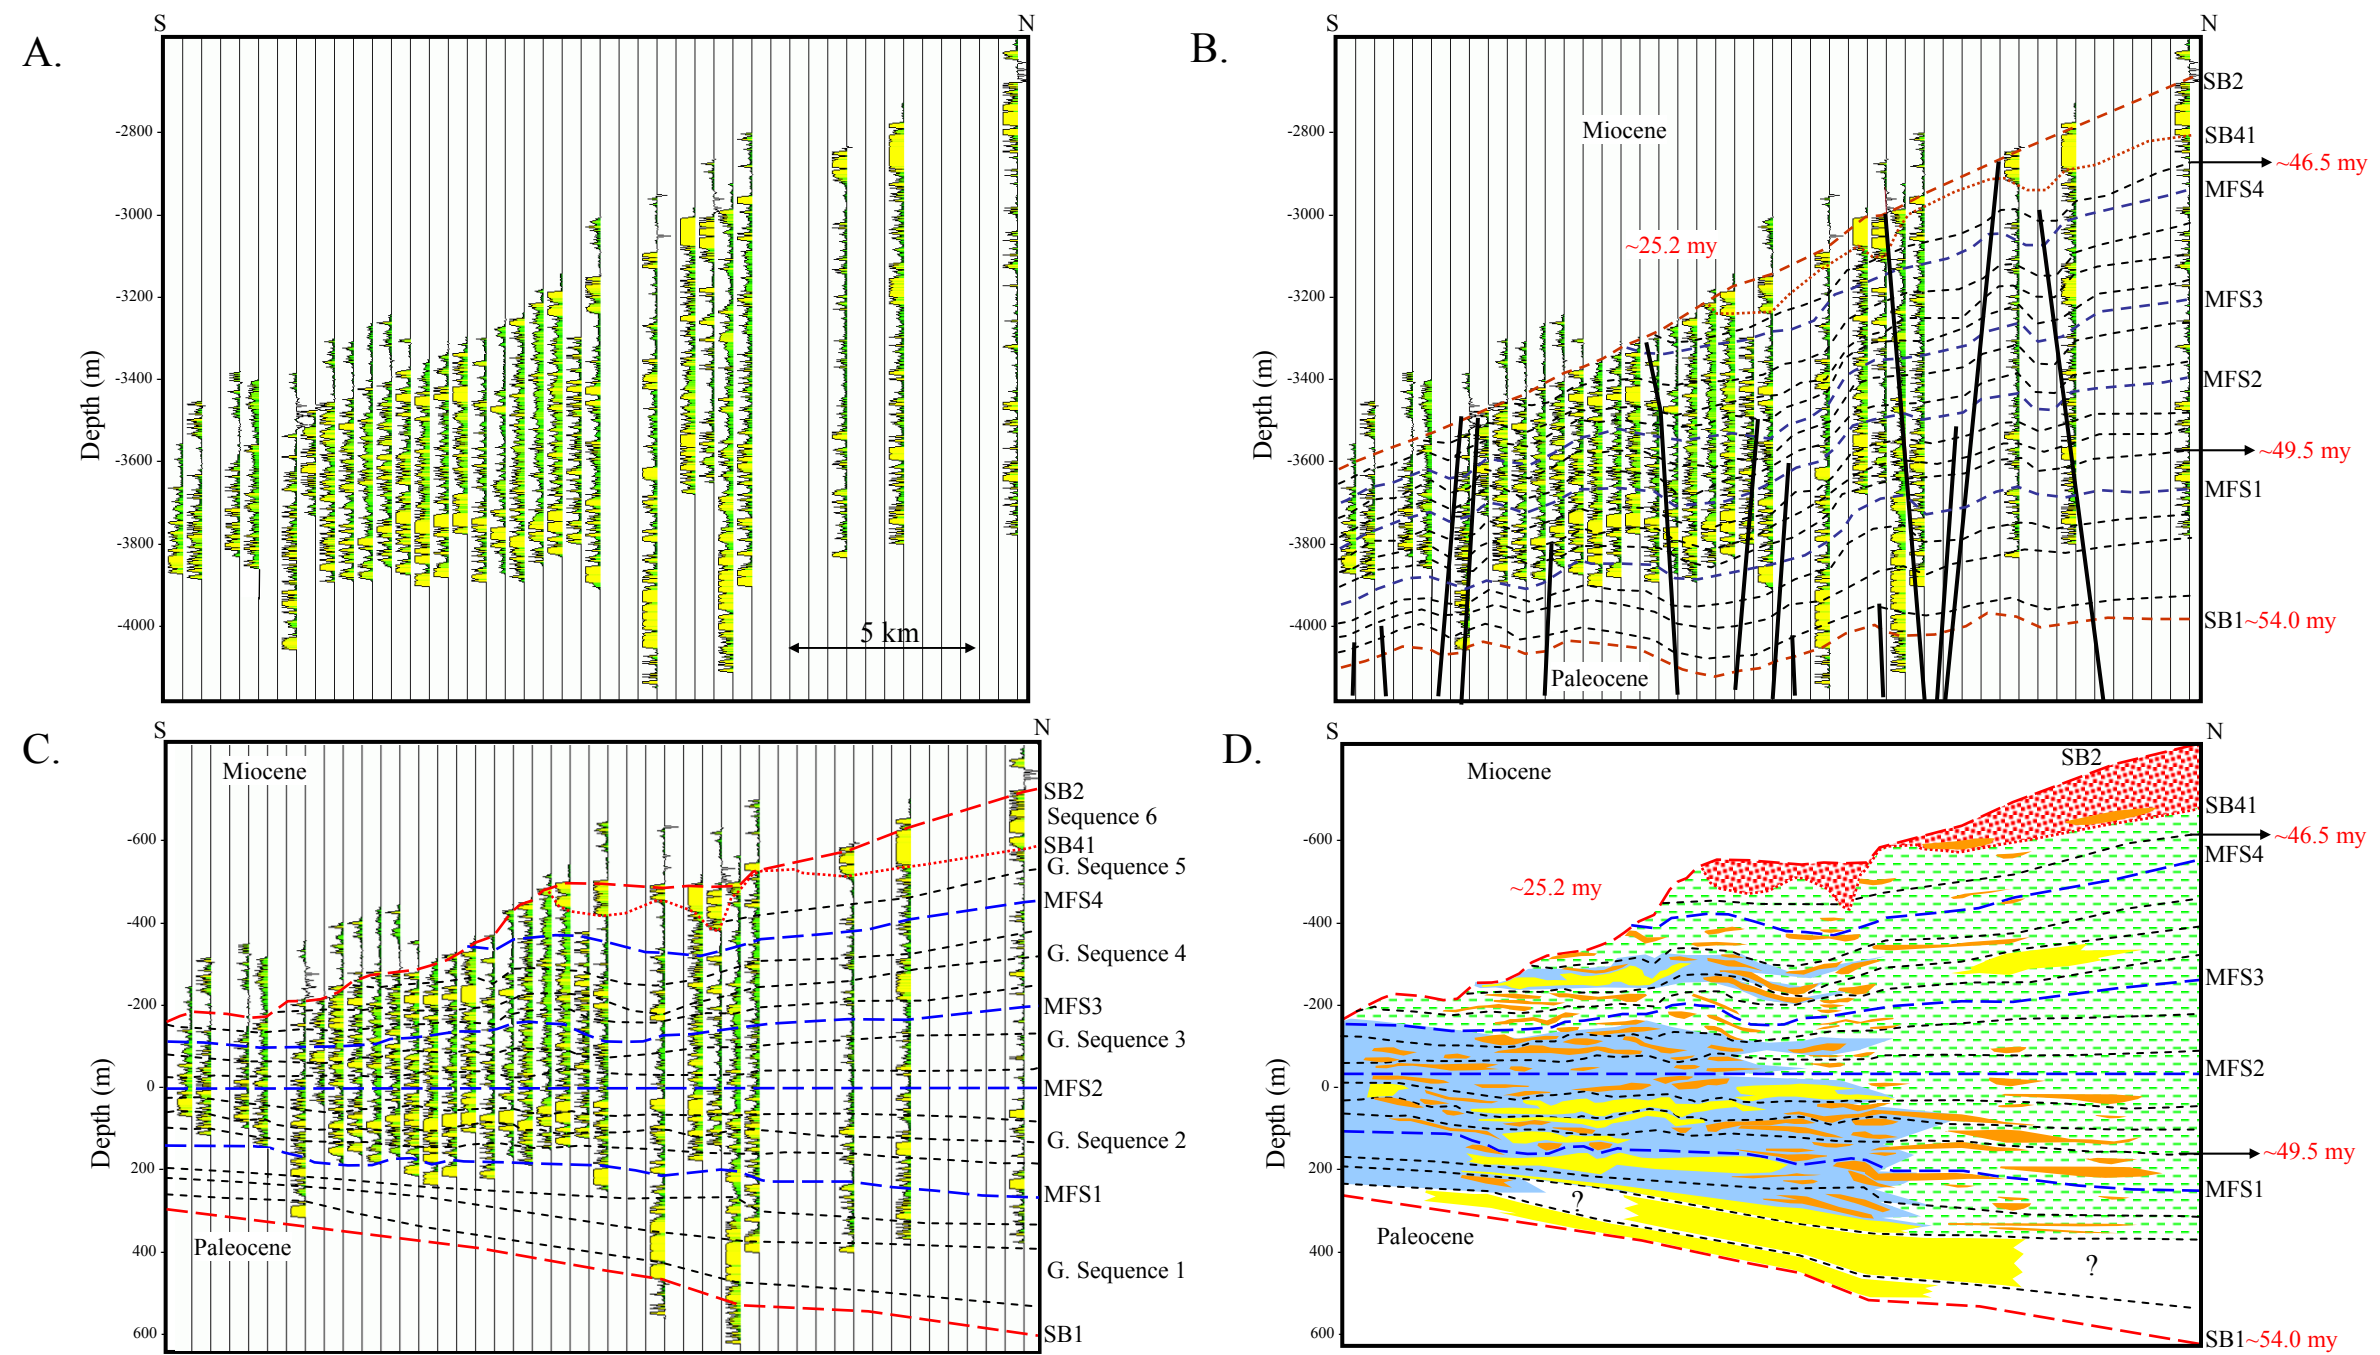 A.
S
N
-2800
-3000
-3200
-3400
-3600
-3800
-4000
Depth (m)
5 km
B.
S
N
-2800
-3000
-3200
-3400
-3600
-3800
-4000
Depth (m)
Miocene
~25.2 my
Paleocene
SB2
SB41
~46.5 my
MFS4
MFS3
MFS2
~49.5 my
MFS1
SB1~54.0 my
C.
S
N
-600
-400
-200
0
200
400
600
Depth (m)
Miocene
Paleocene
SB2
Sequence 6
SB41
G. Sequence 5
MFS4
G. Sequence 4
MFS3
G. Sequence 3
MFS2
G. Sequence 2
MFS1
G. Sequence 1
SB1
D.
S
N
-600
-400
-200
0
200
400
600
Depth (m)
Miocene
SB2
~25.2 my
?
Paleocene
?
SB41
~46.5 my
MFS4
MFS3
MFS2
~49.5 my
MFS1
SB1~54.0 my